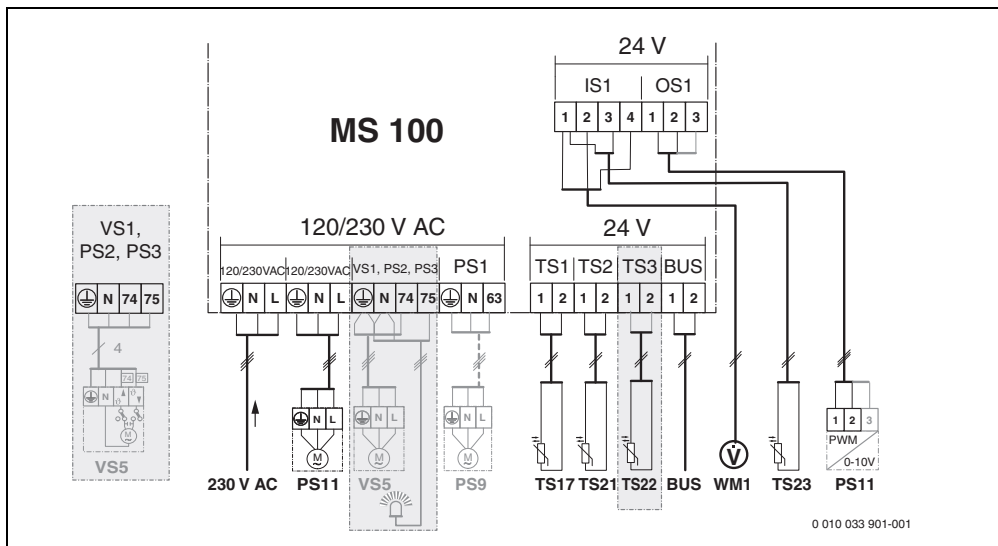 24 V
IS1 OS1
1 2 3 4 1 2 3
MS 100
VS1,
PS2, PS3
N 74 75
4
74 75
N
M
VS5
120/230 V AC
24 V
120/230VAC 120/230VAC VS1, PS2, PS3 PS1
TS1 TS2 TS3 BUS
N L N L N 74 75 N 63
1 2 1 2 1 2 1 2
N L
M
N L
M
N L
M
1 2 3
PWM
0-10V
V̇
230 V AC PS11 VS5 PS9 TS17 TS21 TS22 BUS WM1 TS23 PS11
0 010 033 901-001